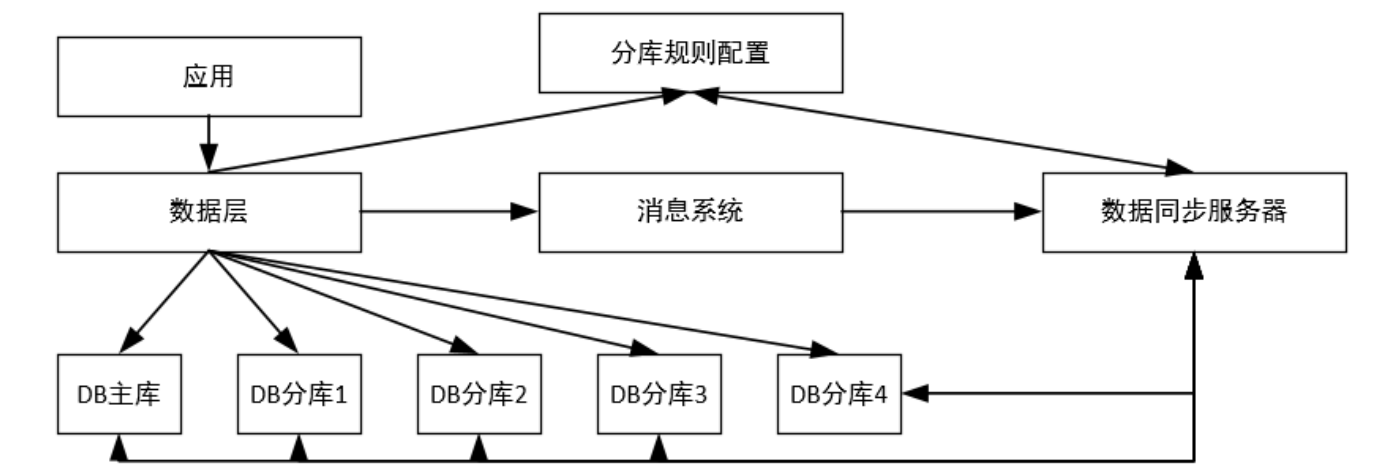 分库规则配置
应用
数据层
消息系统
数据同步服务器
DB主库
DB分库1
DB分库2
DB分库3
DB分库4